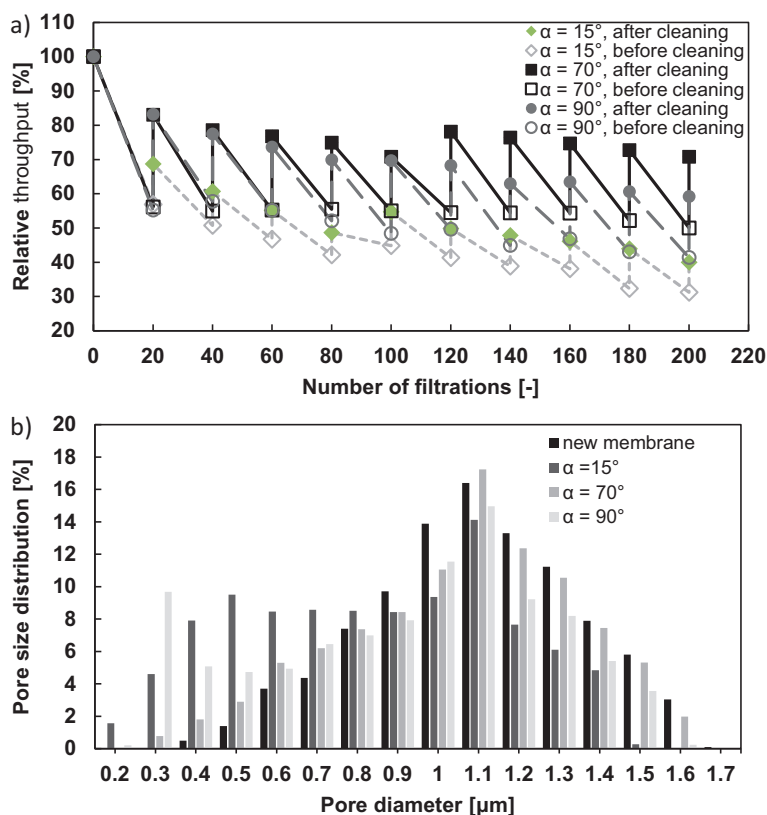 a)
110
100
90
80
70
60
50
40
30
20
Relative throughput [%]
α = 15°, after cleaning
α = 15°, before cleaning
α = 70°, after cleaning
α = 70°, before cleaning
α = 90°, after cleaning
α = 90°, before cleaning
0 20 40 60 80 100 120 140 160 180 200 220
Number of filtrations [-]
b)
20
18
16
14
12
10
8
6
4
2
0
Pore size distribution [%]
new membrane
α =15°
α = 70°
α = 90°
0.2 0.3 0.4 0.5 0.6 0.7 0.8 0.9 1 1.1 1.2 1.3 1.4 1.5 1.6 1.7
Pore diameter [µm]